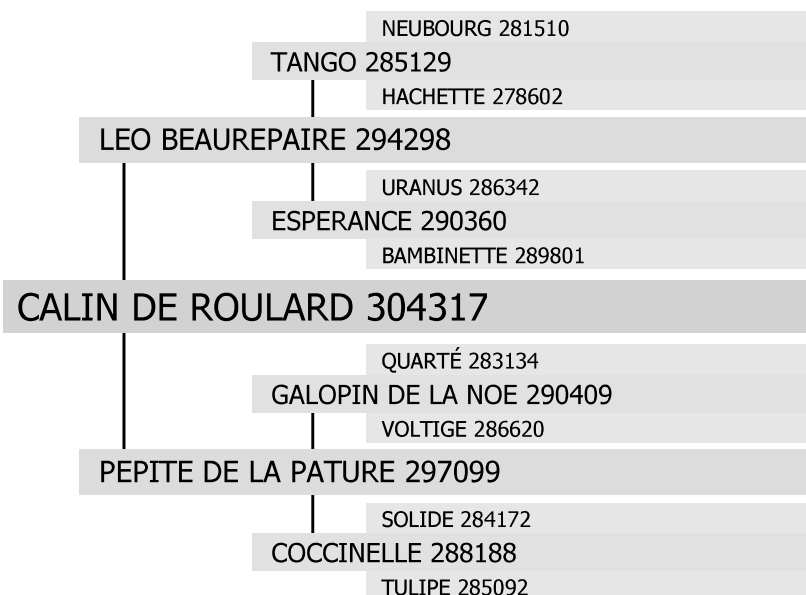 NEUBOURG 281510
TANGO 285129
HACHETTE 278602
LEO BEAUREPAIRE 294298
URANUS 286342
ESPERANCE 290360
BAMBINETTE 289801
CALIN DE ROULARD 304317
QUARTÉ 283134
GALOPIN DE LA NOE 290409
VOLTIGE 286620
PEPITE DE LA PATURE 297099
SOLIDE 284172
COCCINELLE 288188
TULIPE 285092